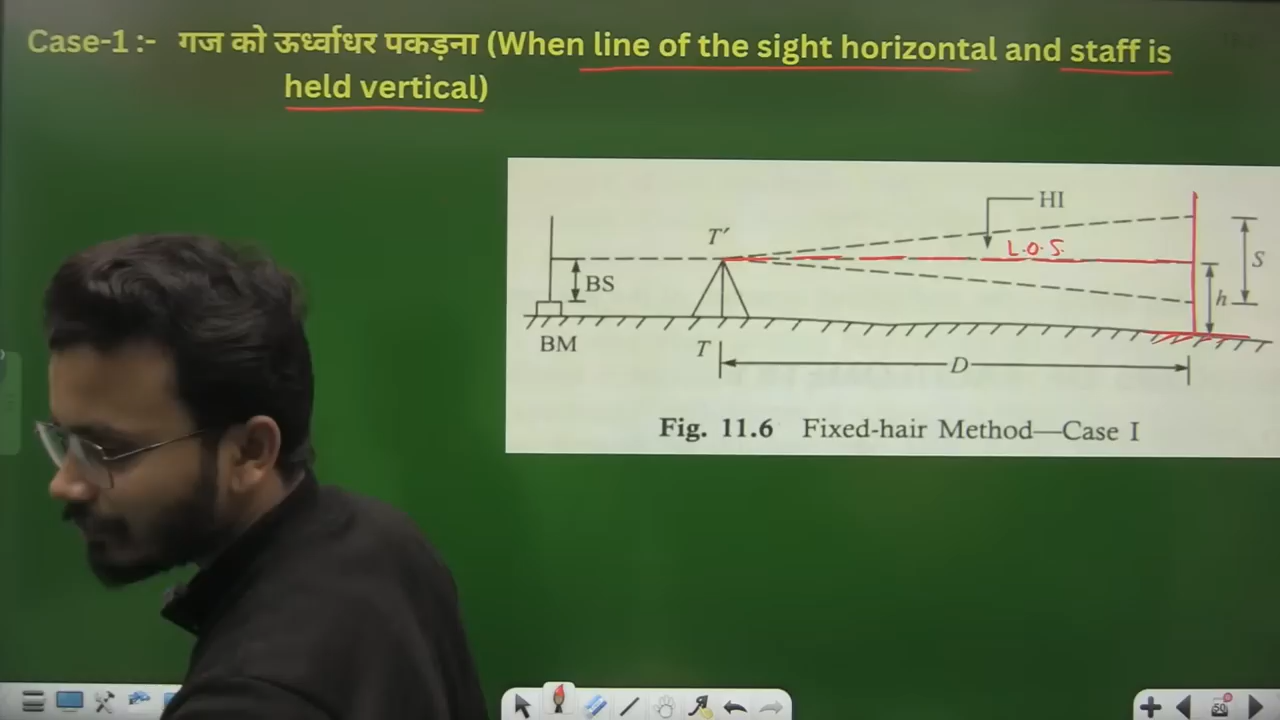 Case-1:- गज को ऊर्ध्वाधर पकड़ना (When line of the sight horizontal and staff is
held vertical)
HI
T′
L.O.S.
BS
S
h
BM
T
D
Fig. 11.6 Fixed-hair Method—Case I
50